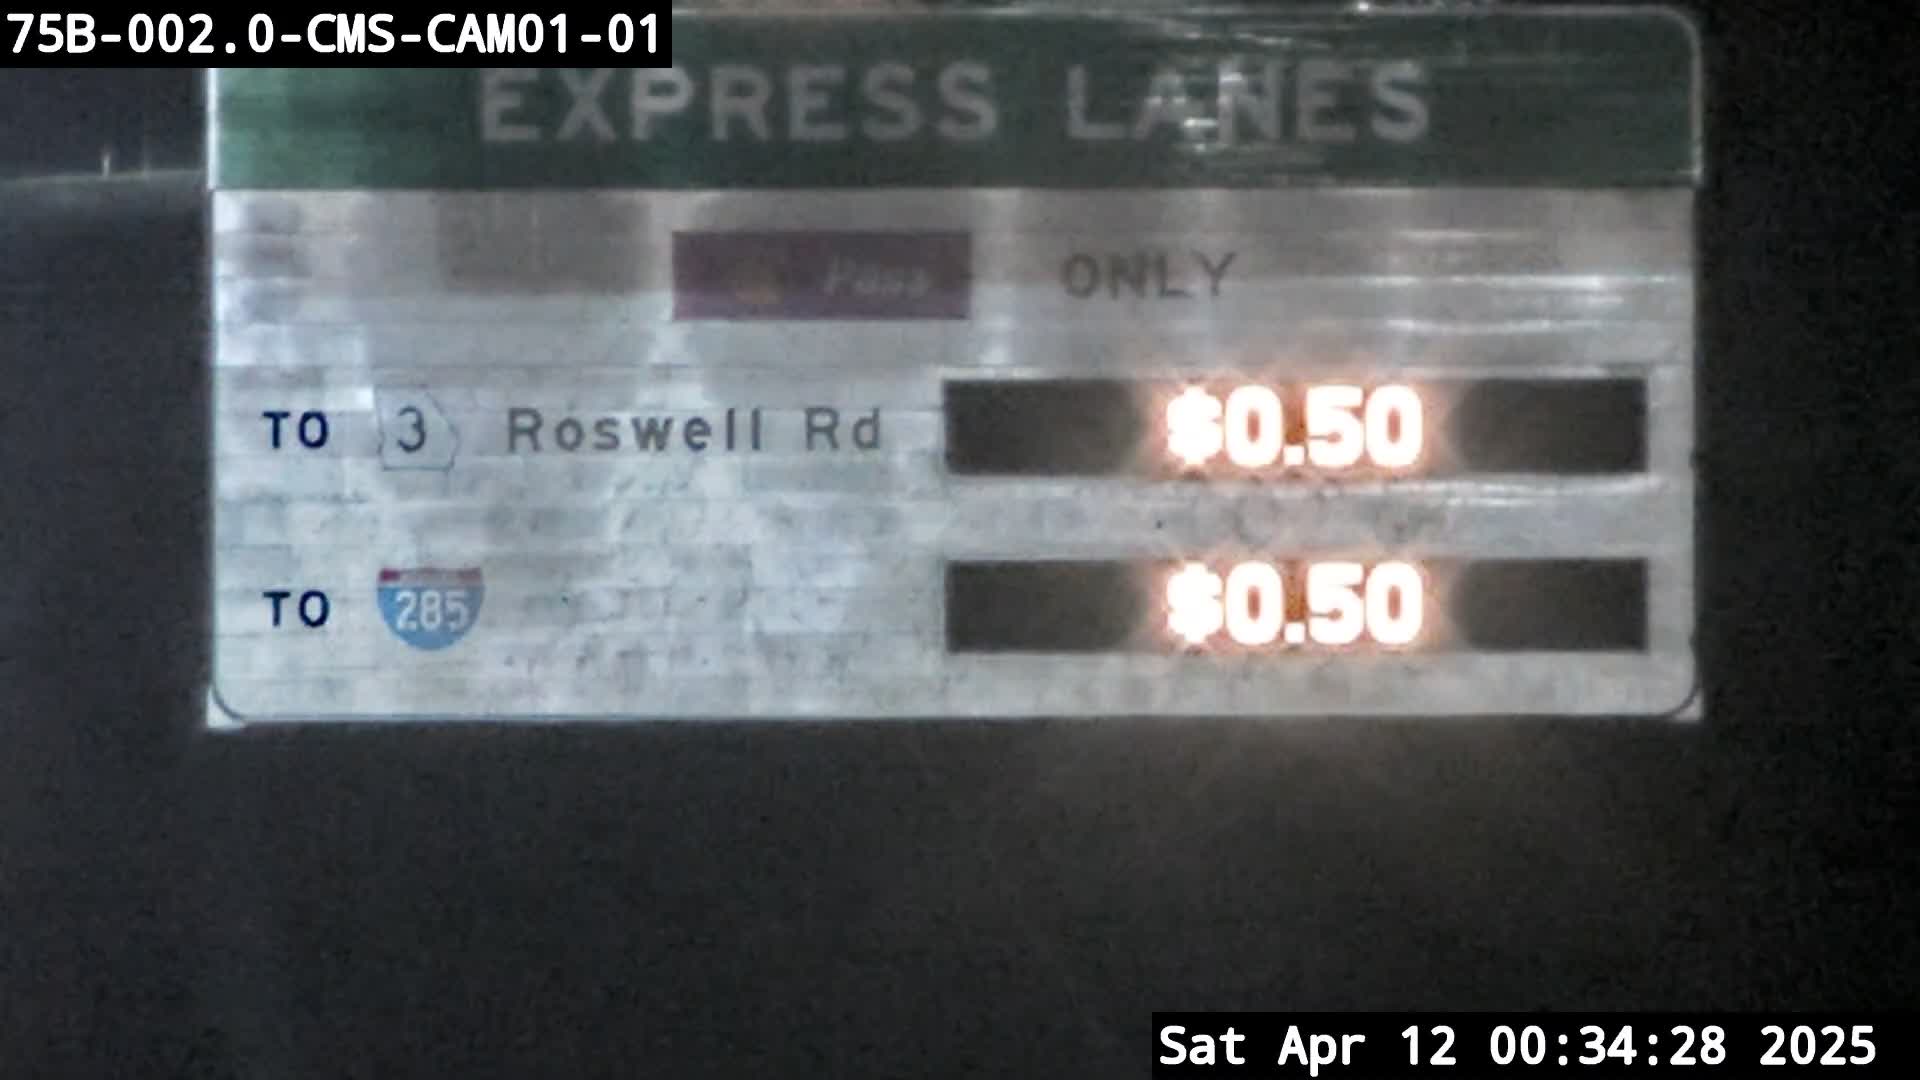 75B-002.0-CMS-CAM01-01
EXPRESS LANES
Pass ONLY
TO 3 Roswell Rd $0.50
TO 285 $0.50
Sat Apr 12 00:34:28 2025